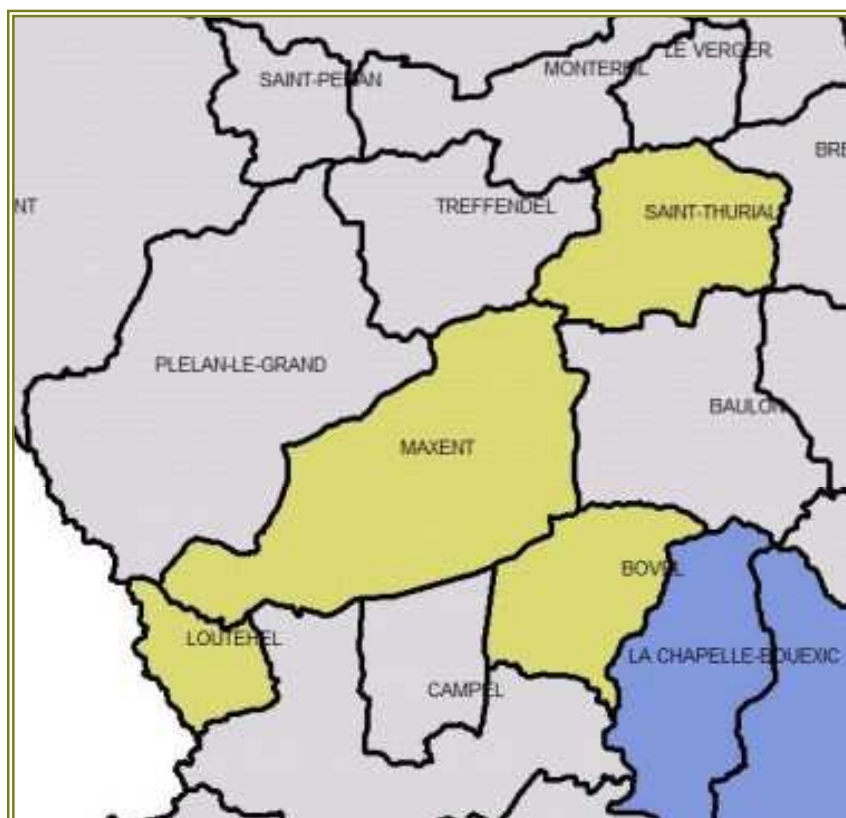 LE VERGER
MONTERFIL
SAINT-PERAN
BRE
NT
TREFFENDEL
SAINT-THURIAL
PLELAN-LE-GRAND
BAULON
MAXENT
BOVEL
LOUTEHEL
LA CHAPELLE-BOUEXIC
CAMPEL